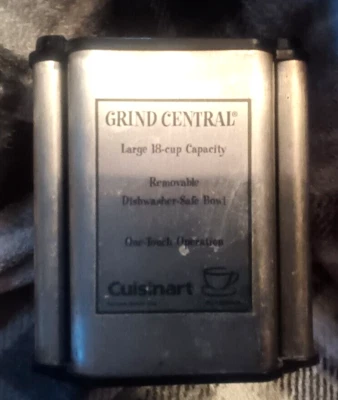 GRIND CENTRAL®
Large 18-cup Capacity
Removable
Dishwasher-Safe Bowl
One-Touch Operation
Cuisinart